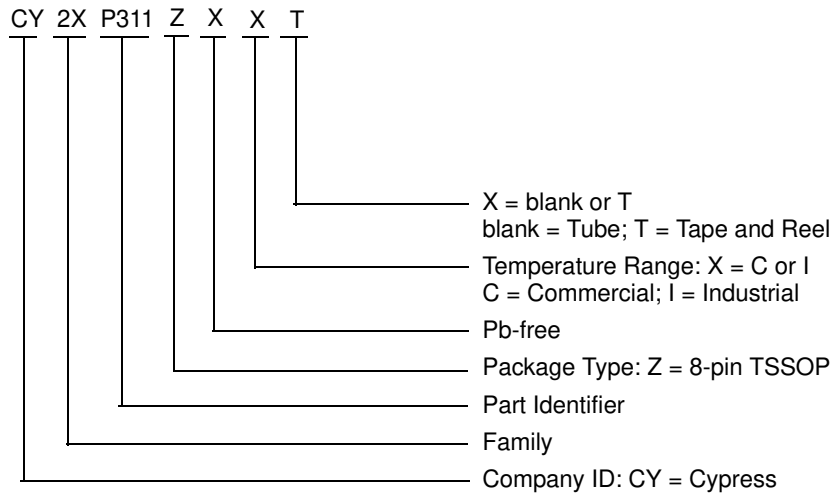 CY 2X P311 Z X X T
X = blank or T
blank = Tube; T = Tape and Reel
Temperature Range: X = C or I
C = Commercial; I = Industrial
Pb-free
Package Type: Z = 8-pin TSSOP
Part Identifier
Family
Company ID: CY = Cypress